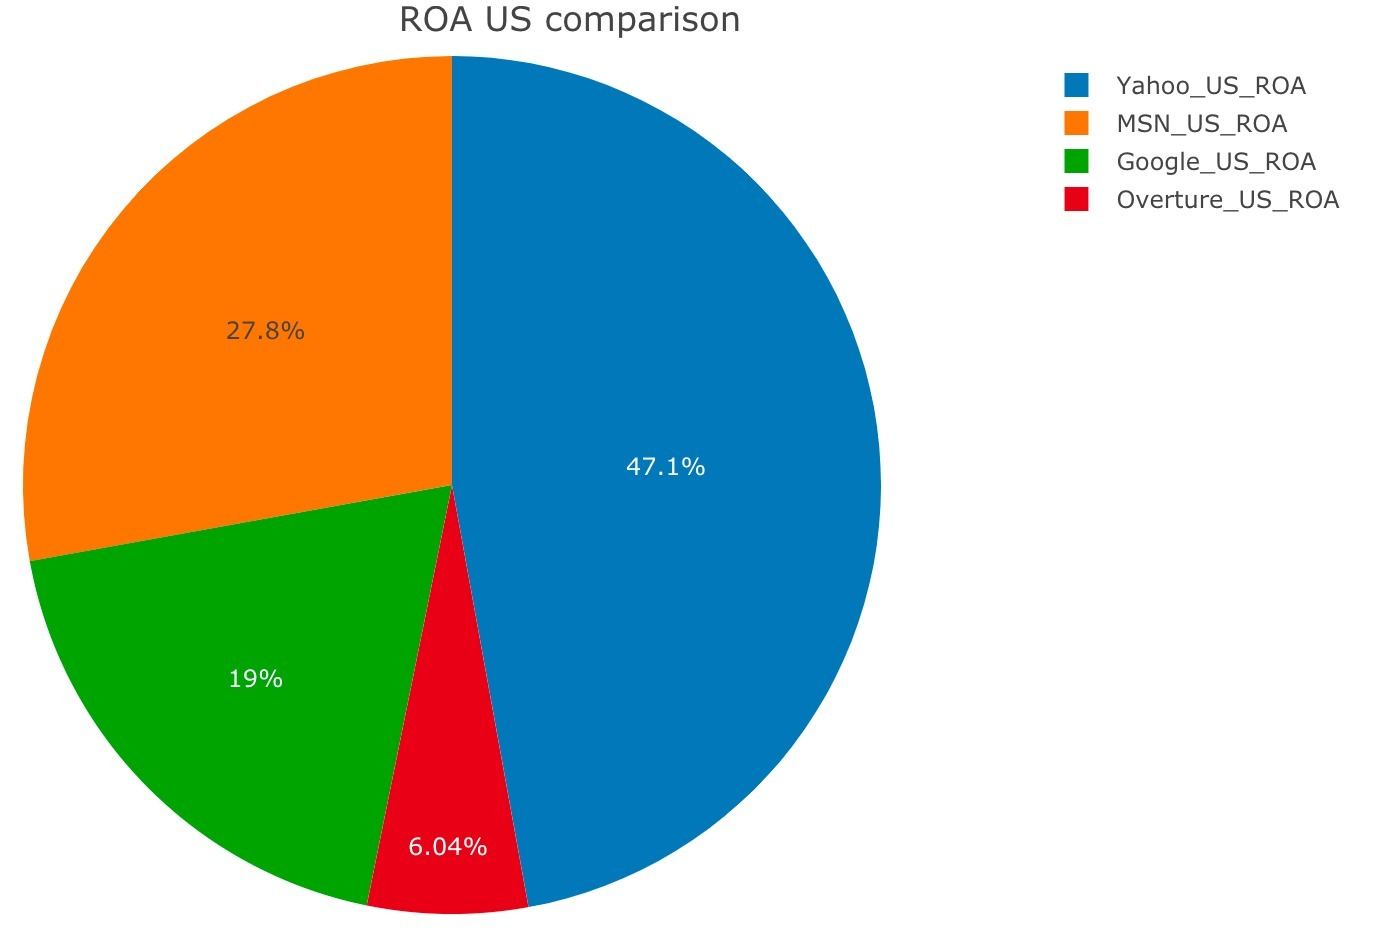 ROA US comparison
Yahoo_US_ROA
MSN_US_ROA
Google_US_ROA
Overture_US_ROA
27.8%
47.1%
19%
6.04%